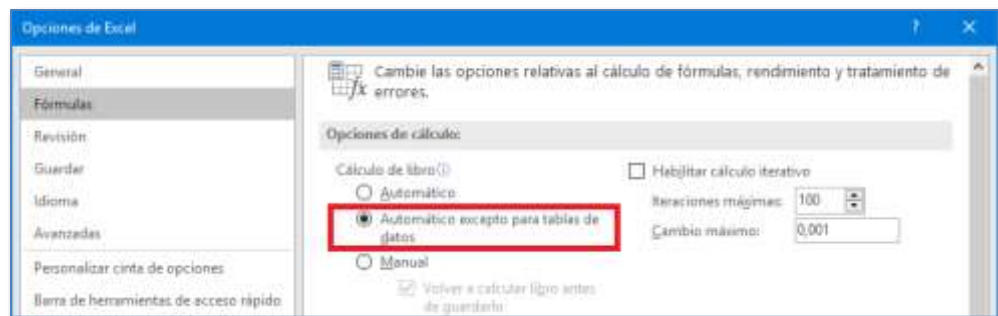 Opciones de Excel
General
Fórmulas
Revisión
Guardar
Idioma
Avanzadas
Personalizar cinta de opciones
Barra de herramientas de acceso rápido
Cambie las opciones relativas al cálculo de fórmulas, rendimiento y tratamiento de
errores.
Opciones de cálculo:
Cálculo de libro
Automático
Automático excepto para tablas de
datos
Manual
Volver a calcular libro antes
de guardarlo
Habilitar cálculo iterativo
Iteraciones máximas: 100
Cambio máximo: 0,001